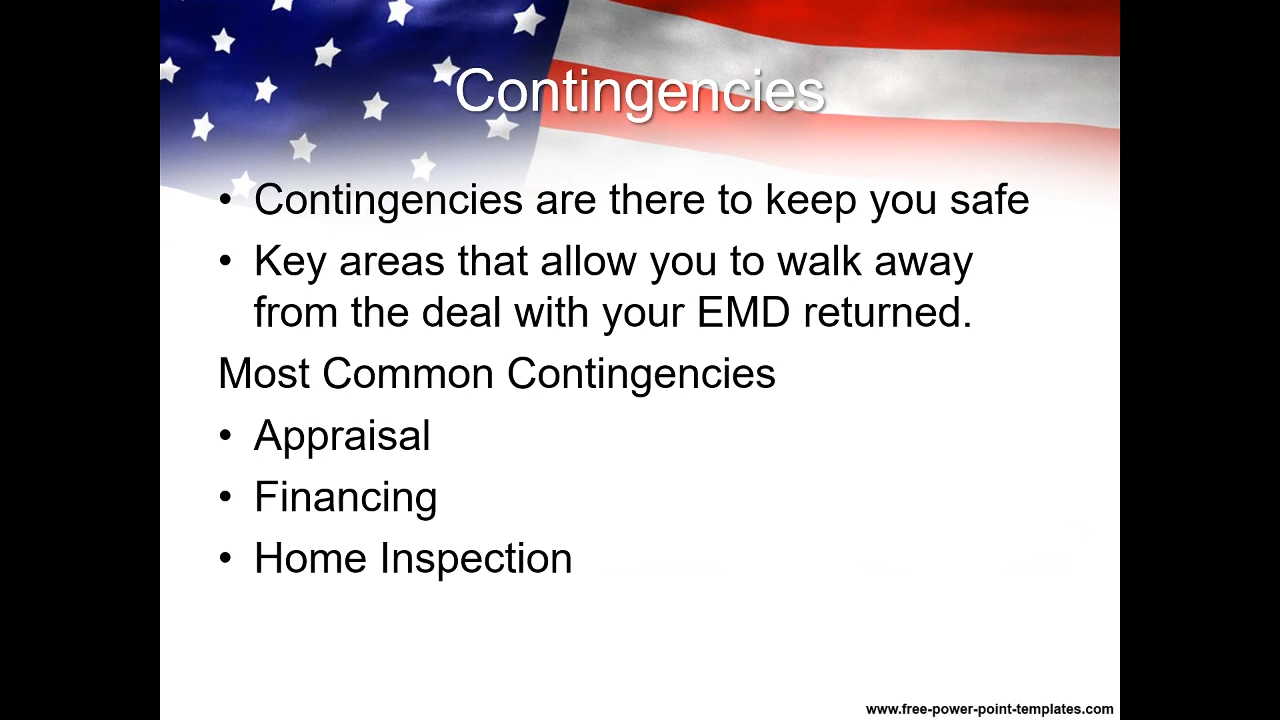 Contingencies
• Contingencies are there to keep you safe
• Key areas that allow you to walk away
from the deal with your EMD returned.
Most Common Contingencies
• Appraisal
• Financing
• Home Inspection
www.free-power-point-templates.com